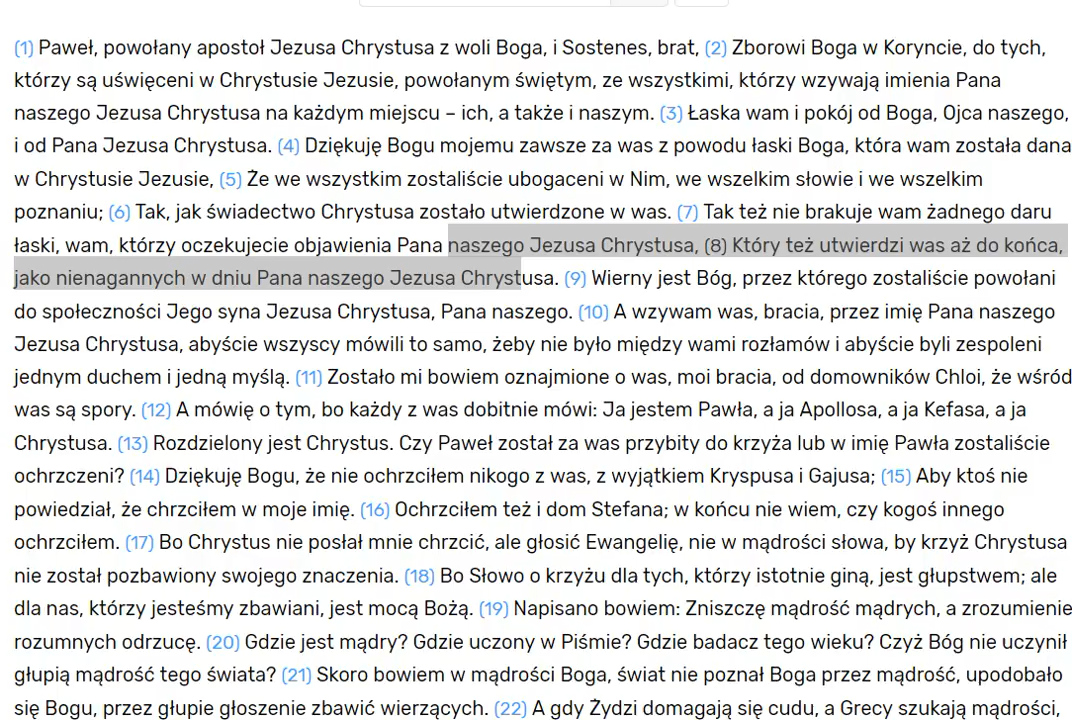 (1) Paweł, powołany apostoł Jezusa Chrystusa z woli Boga, i Sostenes, brat, (2) Zborowi Boga w Koryncie, do tych,
którzy są uświęceni w Chrystusie Jezusie, powołanym świętym, ze wszystkimi, którzy wzywają imienia Pana
naszego Jezusa Chrystusa na każdym miejscu – ich, a także i naszym. (3) Łaska wam i pokój od Boga, Ojca naszego,
i od Pana Jezusa Chrystusa. (4) Dziękuję Bogu mojemu zawsze za was z powodu łaski Boga, która wam została dana
w Chrystusie Jezusie, (5) Że we wszystkim zostaliście ubogaceni w Nim, we wszelkim słowie i we wszelkim
poznaniu; (6) Tak, jak świadectwo Chrystusa zostało utwierdzone w was. (7) Tak też nie brakuje wam żadnego daru
łaski, wam, którzy oczekujecie objawienia Pana naszego Jezusa Chrystusa, (8) Który też utwierdzi was aż do końca,
jako nienagannych w dniu Pana naszego Jezusa Chrystusa. (9) Wierny jest Bóg, przez którego zostaliście powołani
do społeczności Jego syna Jezusa Chrystusa, Pana naszego. (10) A wzywam was, bracia, przez imię Pana naszego
Jezusa Chrystusa, abyście wszyscy mówili to samo, żeby nie było między wami rozłamów i abyście byli zespoleni
jednym duchem i jedną myślą. (11) Zostało mi bowiem oznajmione o was, moi bracia, od domowników Chloi, że wśród
was są spory. (12) A mówię o tym, bo każdy z was dobitnie mówi: Ja jestem Pawła, a ja Apollosa, a ja Kefasa, a ja
Chrystusa. (13) Rozdzielony jest Chrystus. Czy Paweł został za was przybity do krzyża lub w imię Pawła zostaliście
ochrzczeni? (14) Dziękuję Bogu, że nie ochrzciłem nikogo z was, z wyjątkiem Kryspusa i Gajusa; (15) Aby ktoś nie
powiedział, że chrzciłem w moje imię. (16) Ochrzciłem też i dom Stefana; w końcu nie wiem, czy kogoś innego
ochrzciłem. (17) Bo Chrystus nie posłał mnie chrzcić, ale głosić Ewangelię, nie w mądrości słowa, by krzyż Chrystusa
nie został pozbawiony swojego znaczenia. (18) Bo Słowo o krzyżu dla tych, którzy istotnie giną, jest głupstwem; ale
dla nas, którzy jesteśmy zbawiani, jest mocą Bożą. (19) Napisano bowiem: Zniszczę mądrość mądrych, a zrozumienie
rozumnych odrzucę. (20) Gdzie jest mądry? Gdzie uczony w Piśmie? Gdzie badacz tego wieku? Czyż Bóg nie uczynił
głupią mądrość tego świata? (21) Skoro bowiem w mądrości Boga, świat nie poznał Boga przez mądrość, upodobało
się Bogu, przez głupie głoszenie zbawić wierzących. (22) A gdy Żydzi domagają się cudu, a Grecy szukają mądrości,